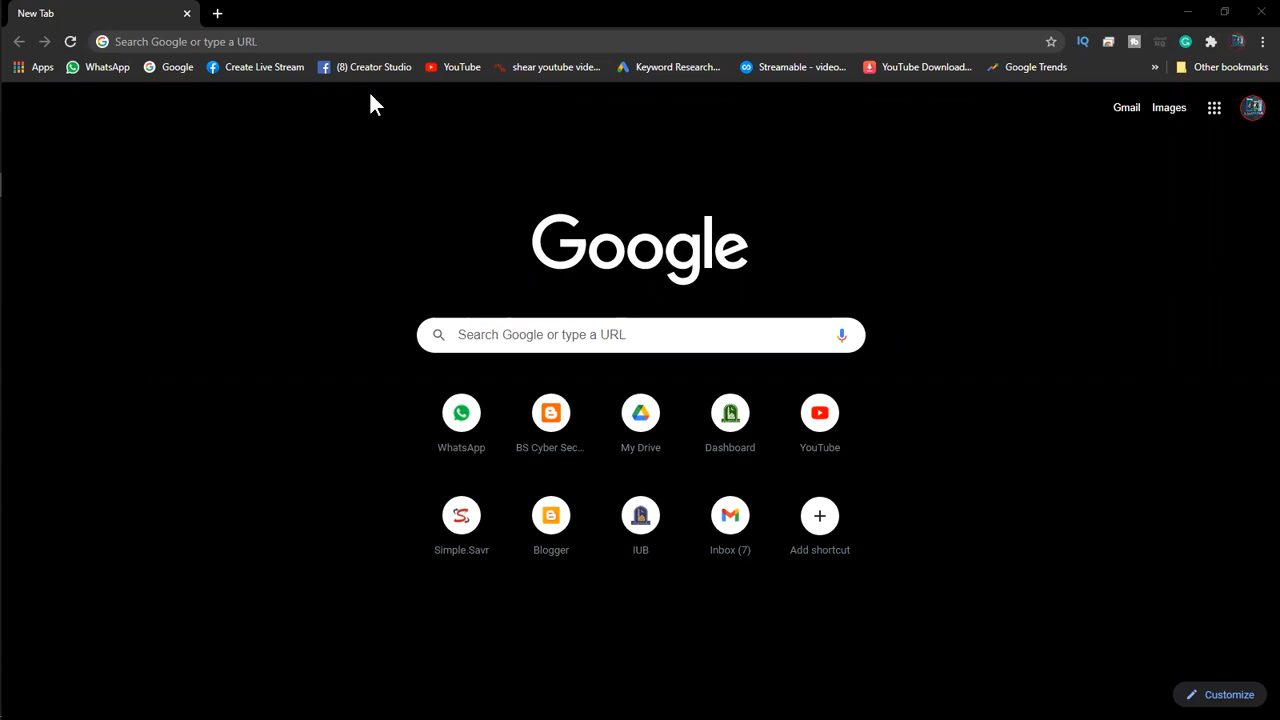 New Tab
Search Google or type a URL
Apps WhatsApp Google Create Live Stream (8) Creator Studio YouTube shear youtube vide... Keyword Research... Streamable - video... YouTube Download... Google Trends » Other bookmarks
Gmail Images
Google
Search Google or type a URL
WhatsApp BS Cyber Sec... My Drive Dashboard YouTube
Simple.Savr Blogger IUB Inbox (7) Add shortcut
Customize